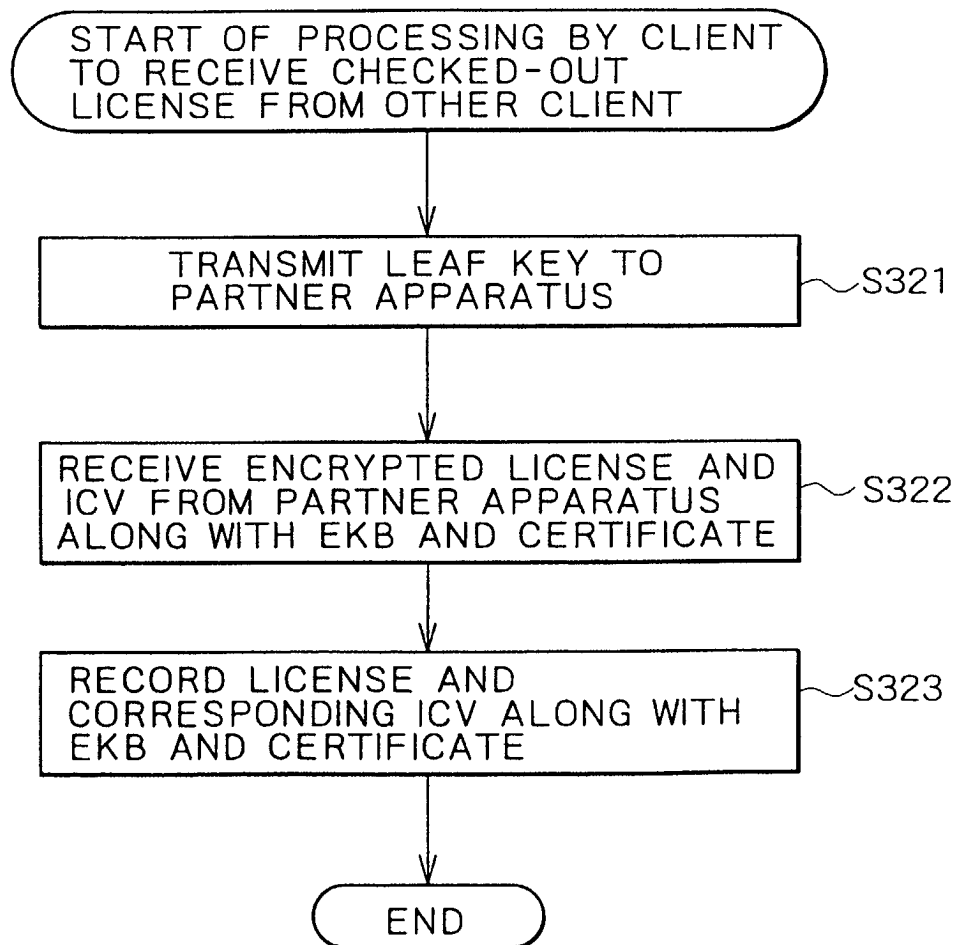 START OF PROCESSING BY CLIENT
TO RECEIVE CHECKED-OUT
LICENSE FROM OTHER CLIENT
TRANSMIT LEAF KEY TO
PARTNER APPARATUS
S321
RECEIVE ENCRYPTED LICENSE AND
ICV FROM PARTNER APPARATUS
ALONG WITH EKB AND CERTIFICATE
S322
RECORD LICENSE AND
CORRESPONDING ICV ALONG WITH
EKB AND CERTIFICATE
S323
END